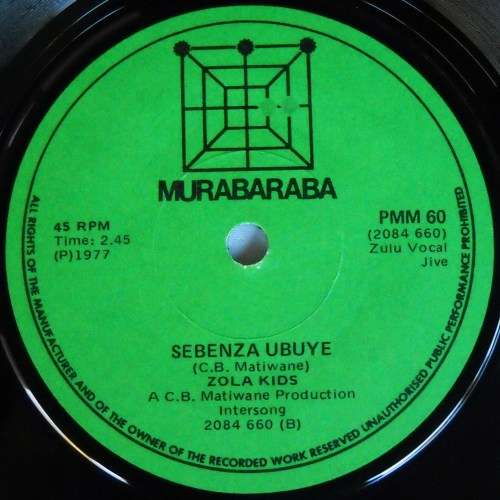 MURABARABA
45 RPM
Time: 2.45
(P)1977
PMM 60
(2084 660)
Zulu Vocal
Jive
SEBENZA UBUYE
(C.B. Matiwane)
ZOLA KIDS
A C.B. Matiwane Production
Intersong
2084 660 (B)
ALL RIGHTS OF THE MANUFACTURER AND OF THE OWNER OF THE RECORDED WORK RESERVED UNAUTHORISED PUBLIC PERFORMANCE PROHIBITED